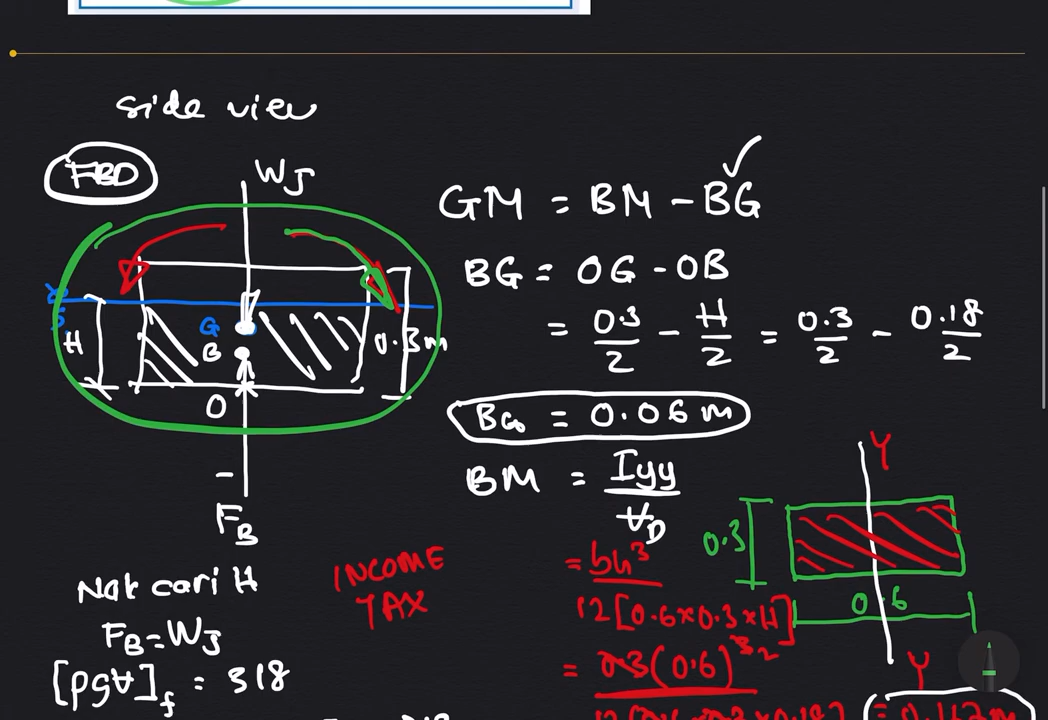 side view
FBD
WJ
GM = BM - BG
BG = OG - OB
= 0.3/2 - H/2 = 0.3/2 - 0.18/2
G
B
H
0.3m
O
BG = 0.06 m
FB
BM = Iyy/∀D
Y
0.3
0.6
Y
= bh³
12[0.6×0.3×H]
= 0.3(0.6)³
INCOME
TAX
Nak cari H
FB = WJ
[ρg∀]f = 318